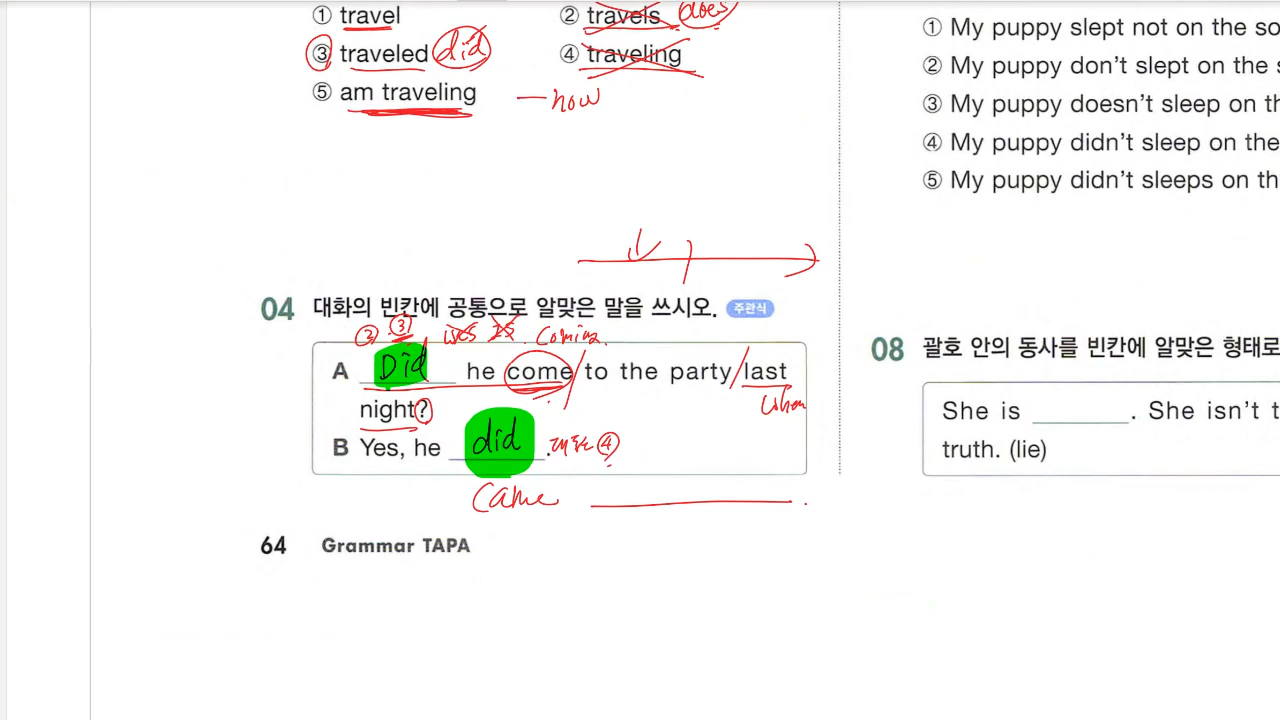 ① travel ② travels does
③ traveled did ④ traveling
⑤ am traveling — now
04 대화의 빈칸에 공통으로 알맞은 말을 쓰시오. 주관식
② ③ was is coming
A Did he come / to the party / last
when
night?
B Yes, he did . ④
came
64 Grammar TAPA
① My puppy slept not on the so
② My puppy don't slept on the s
③ My puppy doesn't sleep on th
④ My puppy didn't sleep on the
⑤ My puppy didn't sleeps on th
08 괄호 안의 동사를 빈칸에 알맞은 형태로
She is ________ . She isn't t
truth. (lie)